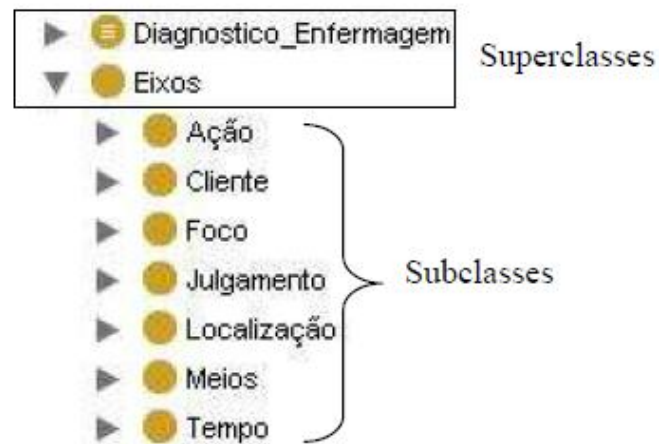 Diagnostico_Enfermagem
Superclasses
Eixos
Ação
Cliente
Foco
Julgamento
Subclasses
Localização
Meios
Tempo